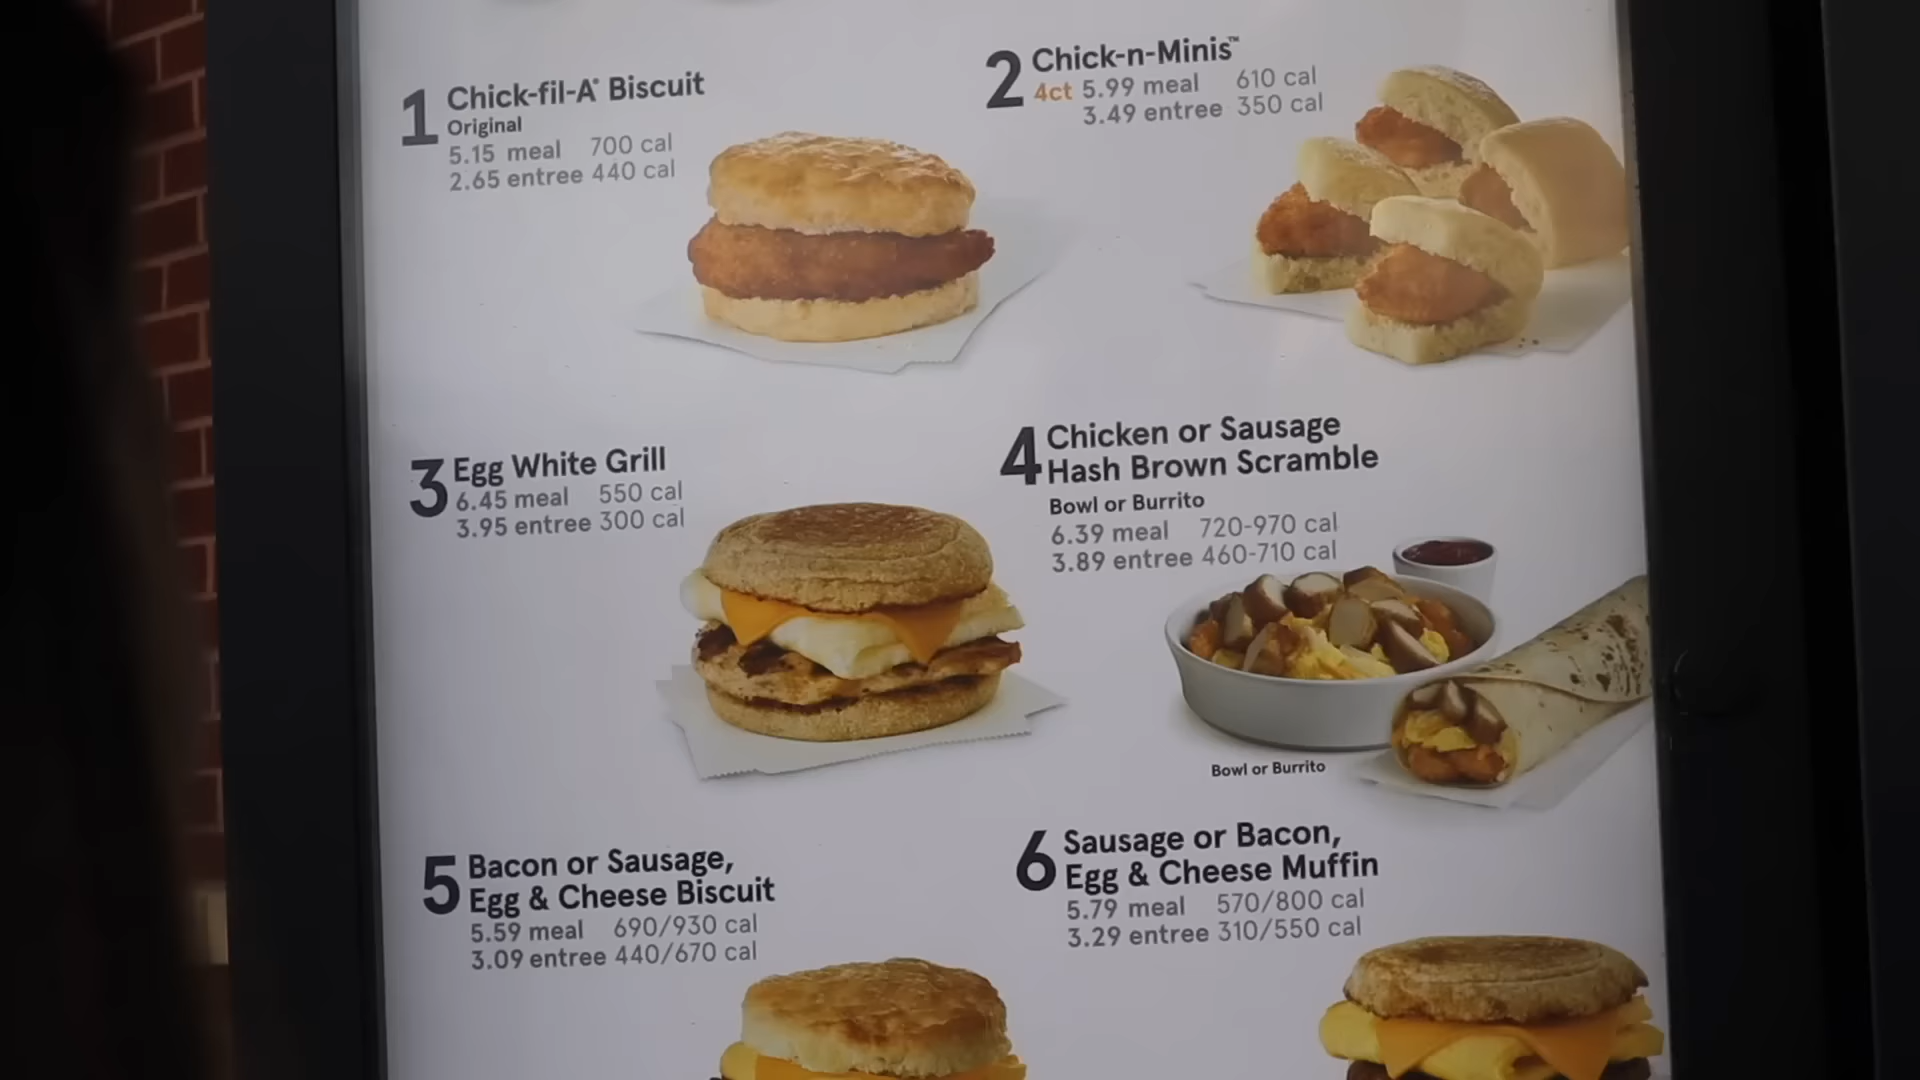 1 Chick-fil-A® Biscuit
Original
5.15 meal 700 cal
2.65 entree 440 cal
2 Chick-n-Minis™
4ct 5.99 meal 610 cal
3.49 entree 350 cal
3 Egg White Grill
6.45 meal 550 cal
3.95 entree 300 cal
4 Chicken or Sausage
Hash Brown Scramble
Bowl or Burrito
6.39 meal 720-970 cal
3.89 entree 460-710 cal
Bowl or Burrito
5 Bacon or Sausage,
Egg & Cheese Biscuit
5.59 meal 690/930 cal
3.09 entree 440/670 cal
6 Sausage or Bacon,
Egg & Cheese Muffin
5.79 meal 570/800 cal
3.29 entree 310/550 cal